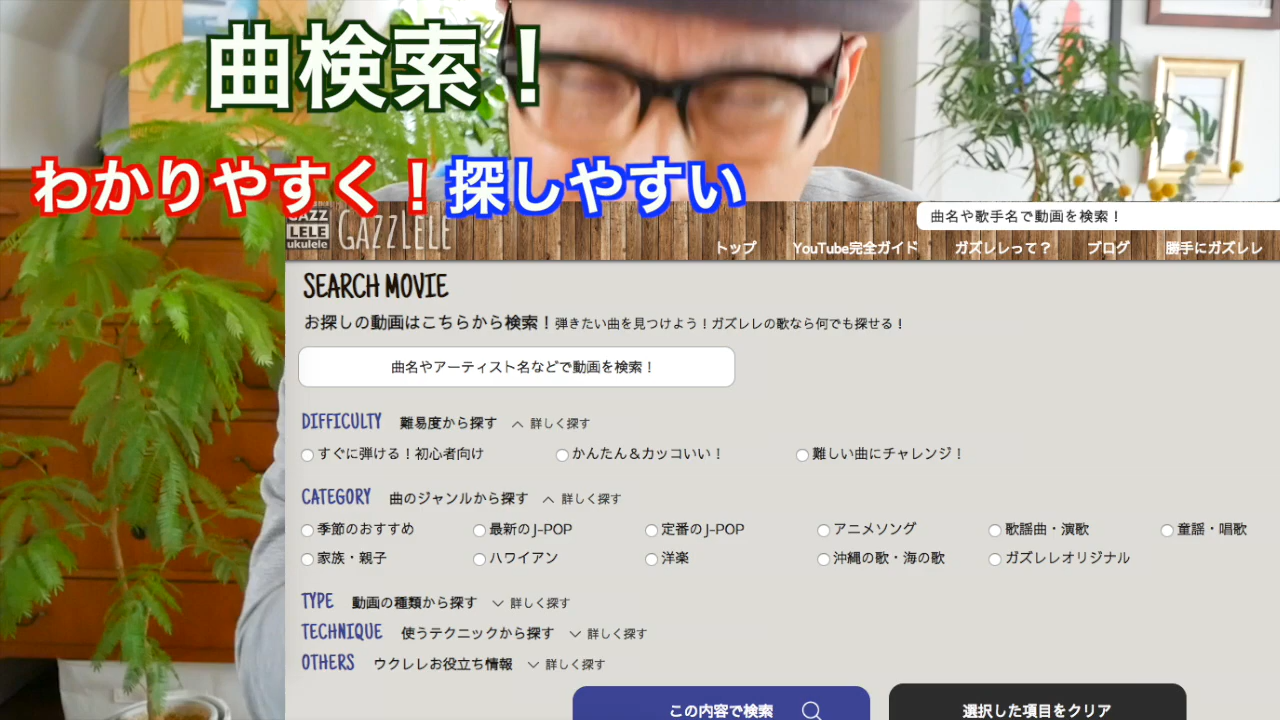 曲検索！
わかりやすく！探しやすい
GAZZ
LELE
ukulele
GAZZLELE
曲名や歌手名で動画を検索！
トップ YouTube完全ガイド ガズレレって？ ブログ 勝手にガズレレ
SEARCH MOVIE
お探しの動画はこちらから検索！弾きたい曲を見つけよう！ガズレレの歌なら何でも探せる！
曲名やアーティスト名などで動画を検索！
DIFFICULTY 難易度から探す 詳しく探す
すぐに弾ける！初心者向け かんたん＆カッコいい！ 難しい曲にチャレンジ！
CATEGORY 曲のジャンルから探す 詳しく探す
季節のおすすめ 最新のJ-POP 定番のJ-POP アニメソング 歌謡曲・演歌 童謡・唱歌
家族・親子 ハワイアン 洋楽 沖縄の歌・海の歌 ガズレレオリジナル
TYPE 動画の種類から探す 詳しく探す
TECHNIQUE 使うテクニックから探す 詳しく探す
OTHERS ウクレレお役立ち情報 詳しく探す
この内容で検索 選択した項目をクリア